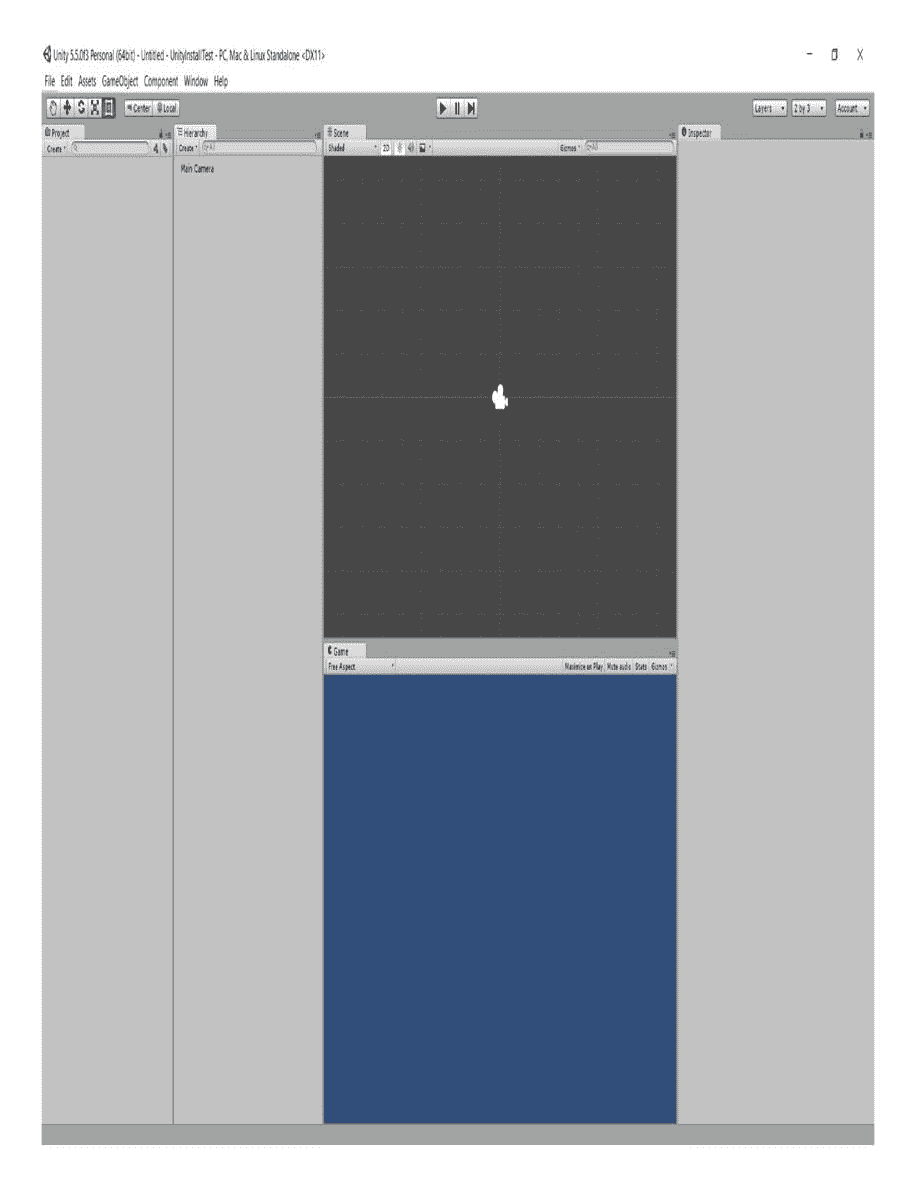 Unity 5.5.0f3 Personal (64bit) - Untitled - UnityInstallTest - PC, Mac & Linux Standalone <DX11>
File Edit Assets GameObject Component Window Help
Center Local Layers 2 by 3 Account
Project Hierarchy Scene Inspector
Create Create All Shaded 2D Gizmos All
Main Camera
Game
Free Aspect Maximize on Play Mute audio Stats Gizmos